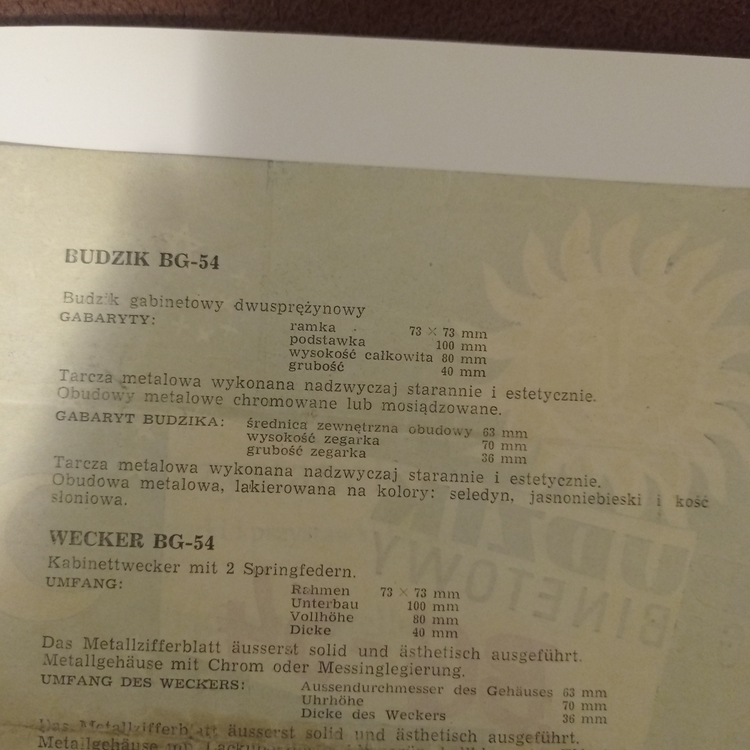 BUDZIK BG-54
Budzik gabinetowy dwusprężynowy
GABARYTY:
ramka 73 × 73 mm
podstawka 100 mm
wysokość całkowita 80 mm
grubość 40 mm
Tarcza metalowa wykonana nadzwyczaj starannie i estetycznie.
Obudowy metalowe chromowane lub mosiądzowane.
GABARYT BUDZIKA: średnica zewnętrzna obudowy 63 mm
wysokość zegarka 70 mm
grubość zegarka 36 mm
Tarcza metalowa wykonana nadzwyczaj starannie i estetycznie.
Obudowa metalowa, lakierowana na kolory: seledyn, jasnoniebieski i kość
słoniowa.
WECKER BG-54
Kabinettwecker mit 2 Springfedern.
UMFANG:
Rahmen 73 × 73 mm
Unterbau 100 mm
Vollhöhe 80 mm
Dicke 40 mm
Das Metallzifferblatt äusserst solid und ästhetisch ausgeführt.
Metallgehäuse mit Chrom oder Messinglegierung.
UMFANG DES WECKERS: Aussendurchmesser des Gehäuses 63 mm
Uhrhöhe 70 mm
Dicke des Weckers 36 mm
Das Metallzifferblatt äusserst solid und ästhetisch ausgeführt.
Metallgehäuse mit